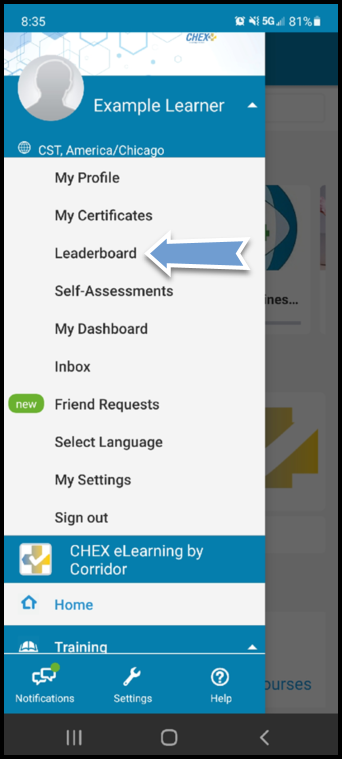 8:35
5G 81%
CHEX
Example Learner
CST, America/Chicago
My Profile
My Certificates
Leaderboard
Self-Assessments
My Dashboard
Inbox
new
Friend Requests
Select Language
My Settings
Sign out
CHEX eLearning by
Corridor
Home
Training
Notifications
Settings
Help
ines...
ourses